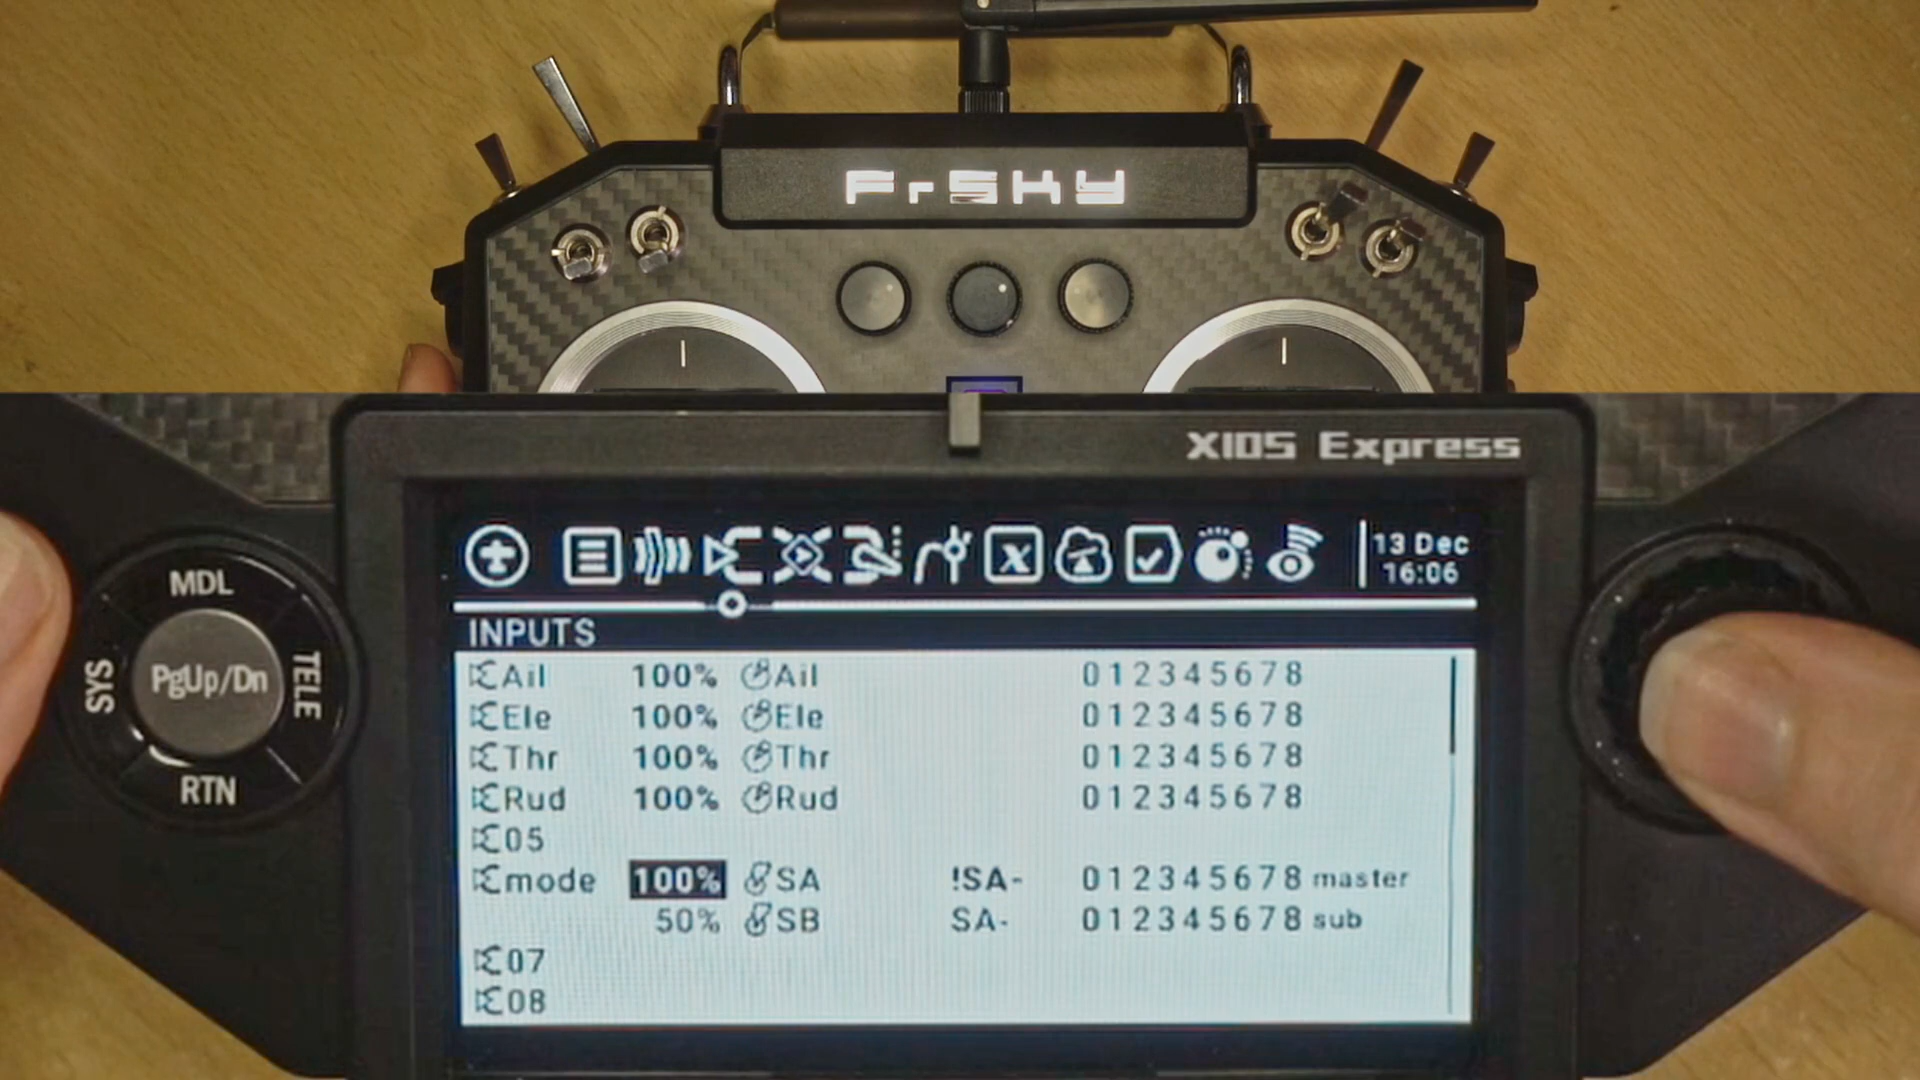 FrSKY
X10S Express
MDL
SYS
PgUp/Dn
TELE
RTN
13 Dec
16:06
INPUTS
Ail 100% Ail 012345678
Ele 100% Ele 012345678
Thr 100% Thr 012345678
Rud 100% Rud 012345678
05
mode 100% SA !SA- 012345678 master
50% SB SA- 012345678 sub
07
08